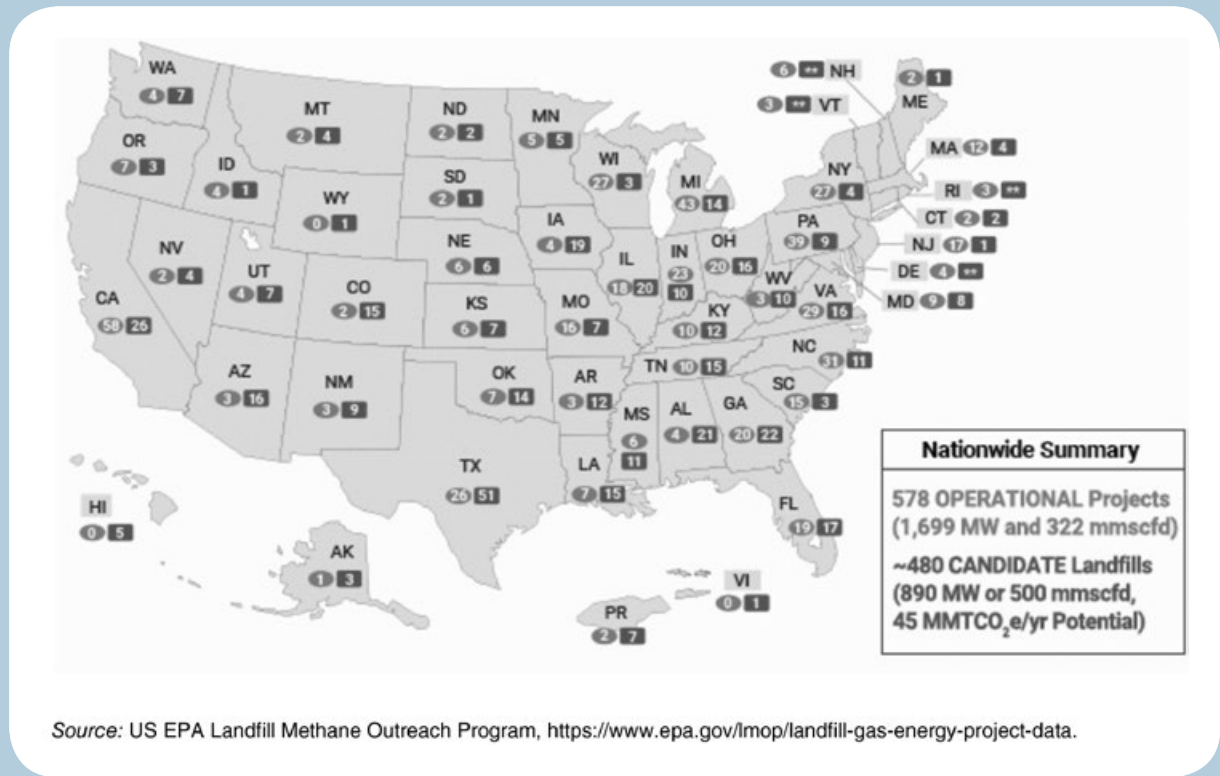 WA
4 7
MT
2 4
ND
2 2
MN
5 5
OR
7 3
ID
4 1
WY
0 1
SD
2 1
WI
27 3
MI
43 14
6 ** NH
3 ** VT
2 1
ME
NY
27 4
MA 12 4
RI 3 **
CT 2 2
NJ 17 1
DE 4 **
MD 9 8
NV
2 4
UT
4 7
CO
2 15
NE
6 6
IA
4 19
IL
18 20
IN
23
10
OH
20 16
PA
39 9
WV
3 10
VA
29 16
CA
58 26
KS
6 7
MO
16 7
KY
10 12
AZ
3 16
NM
3 9
OK
7 14
AR
3 12
TN 10 15
NC
31 11
SC
15 3
MS
6
11
AL
4 21
GA
20 22
TX
26 51
LA
7 15
FL
19 17
HI
0 5
AK
1 3
PR
2 7
VI
0 1
Nationwide Summary
578 OPERATIONAL Projects
(1,699 MW and 322 mmscfd)
~480 CANDIDATE Landfills
(890 MW or 500 mmscfd,
45 MMTCO₂e/yr Potential)
Source: US EPA Landfill Methane Outreach Program, https://www.epa.gov/lmop/landfill-gas-energy-project-data.